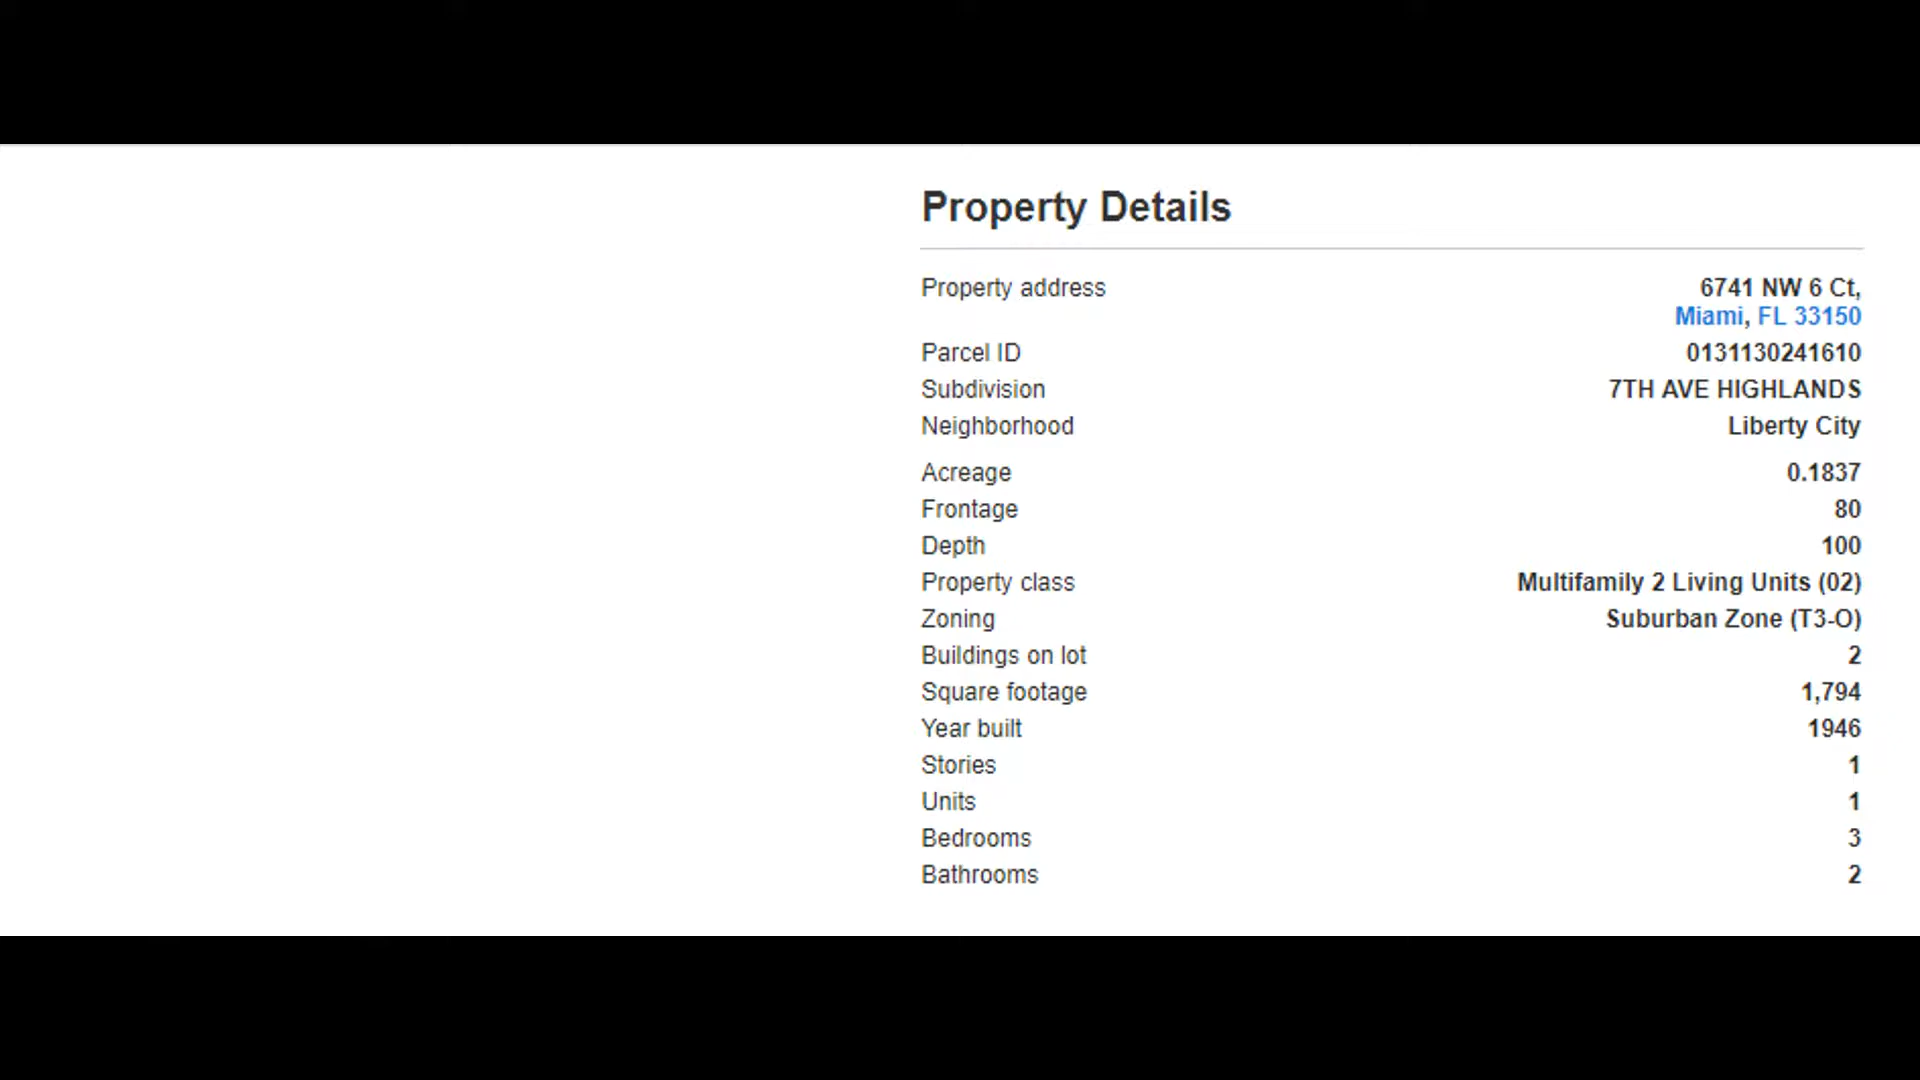 Property Details
Property address 6741 NW 6 Ct,
Miami, FL 33150
Parcel ID 0131130241610
Subdivision 7TH AVE HIGHLANDS
Neighborhood Liberty City
Acreage 0.1837
Frontage 80
Depth 100
Property class Multifamily 2 Living Units (02)
Zoning Suburban Zone (T3-O)
Buildings on lot 2
Square footage 1,794
Year built 1946
Stories 1
Units 1
Bedrooms 3
Bathrooms 2